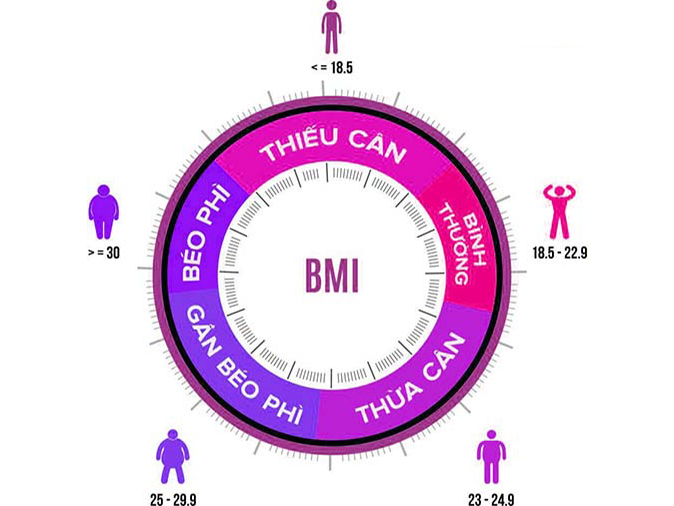 < = 18.5
THIẾU CÂN
BÌNH
THƯỜNG
18.5 - 22.9
THỪA CÂN
23 - 24.9
GẦN BÉO PHÌ
25 - 29.9
BÉO PHÌ
> = 30
BMI